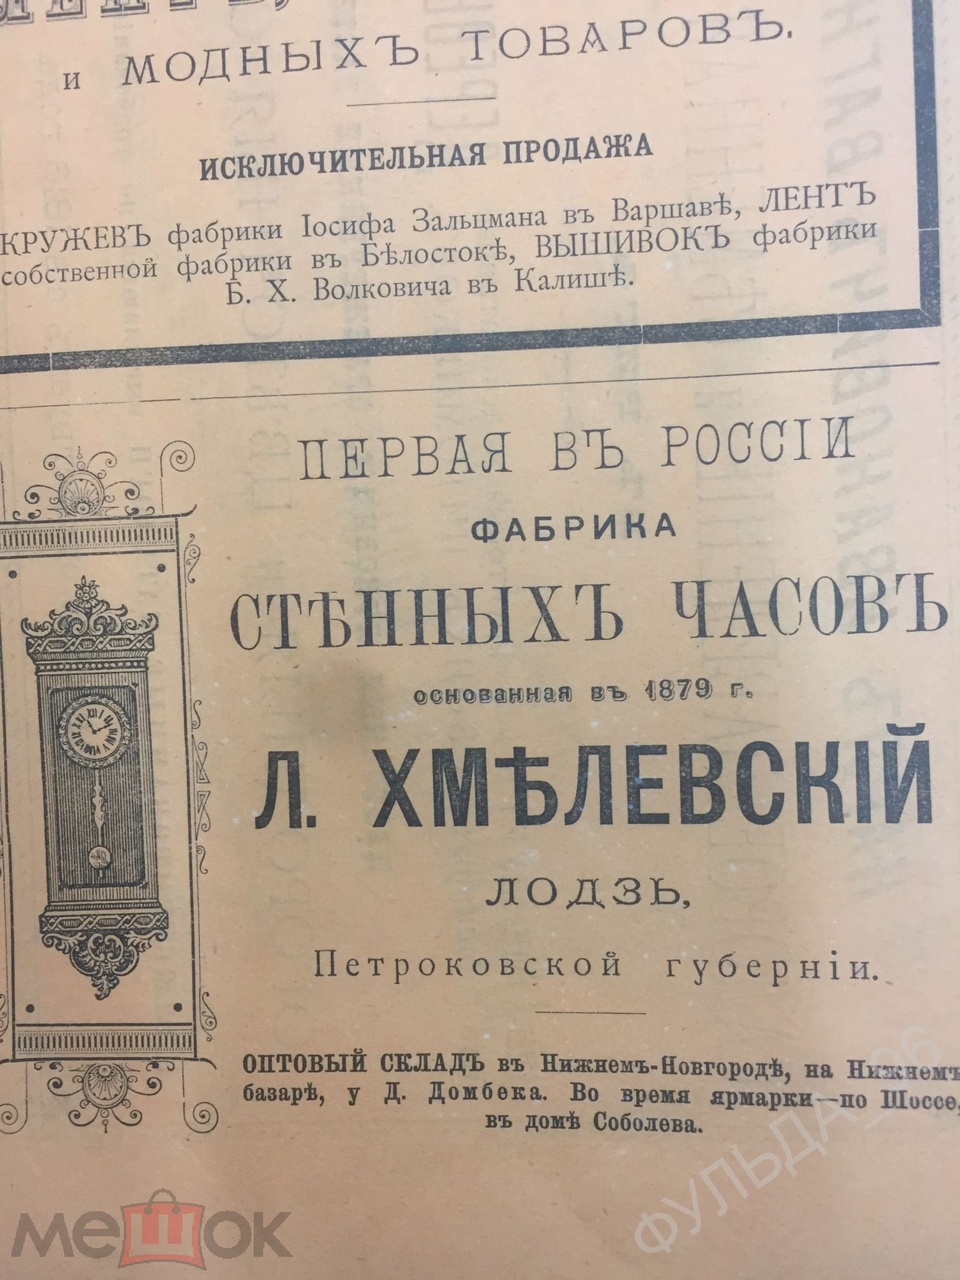 и МОДНЫХЪ ТОВАРОВЪ.
ИСКЛЮЧИТЕЛЬНАЯ ПРОДАЖА
КРУЖЕВЪ фабрики Іосифа Зальцмана въ Варшавѣ, ЛЕНТЪ
собственной фабрики въ Бѣлостокѣ, ВЫШИВОКЪ фабрики
Б. Х. Волковича въ Калишѣ.
ПЕРВАЯ ВЪ РОССІИ
ФАБРИКА
СТѢННЫХЪ ЧАСОВЪ
основанная въ 1879 г.
Л. ХМѢЛЕВСКІЙ
ЛОДЗЬ,
Петроковской губерніи.
ОПТОВЫЙ СКЛАДЪ въ Нижнемъ-Новгородѣ, на Нижнемъ
базарѣ, у Д. Домбека. Во время ярмарки—по Шоссе,
въ домѣ Соболева.
мешок
ФУЛЬДА_96